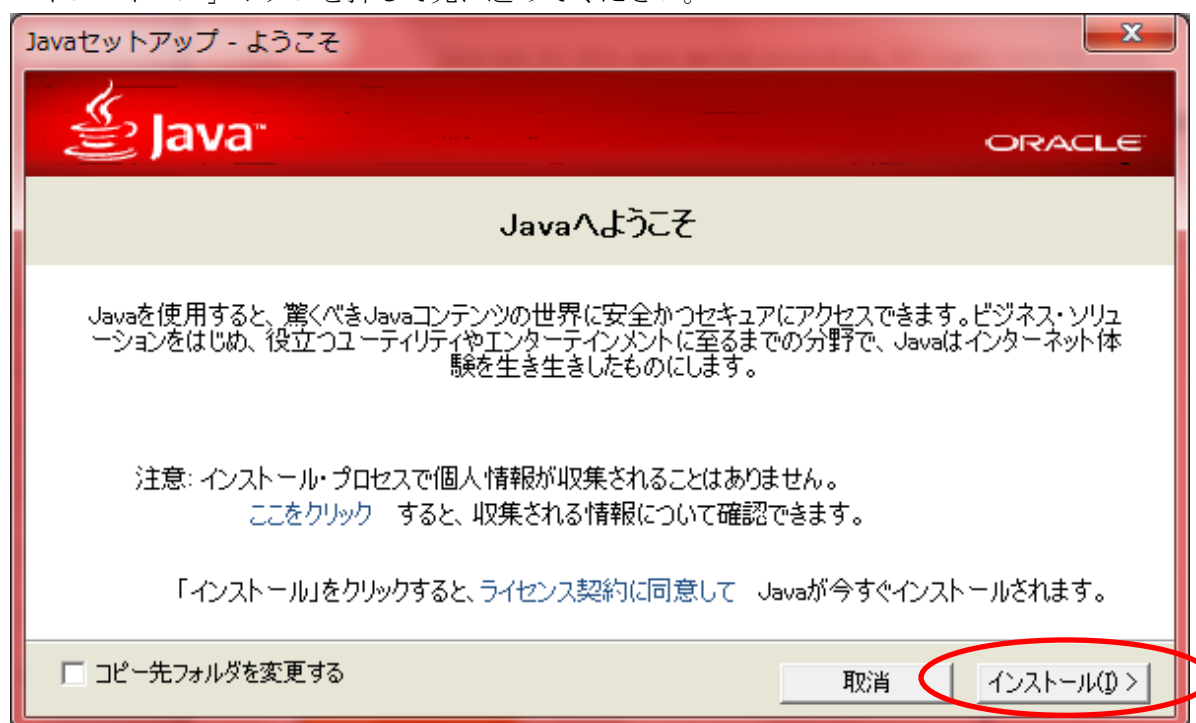 Javaセットアップ - ようこそ
Java™
ORACLE
Javaへようこそ
Javaを使用すると、驚くべきJavaコンテンツの世界に安全かつセキュアにアクセスできます。ビジネス・ソリュ
ーションをはじめ、役立つユーティリティやエンターテインメントに至るまでの分野で、Javaはインターネット体
験を生き生きしたものにします。
注意: インストール・プロセスで個人情報が収集されることはありません。
ここをクリック すると、収集される情報について確認できます。
「インストール」をクリックすると、ライセンス契約に同意して Javaが今すぐインストールされます。
コピー先フォルダを変更する
取消
インストール(I) >